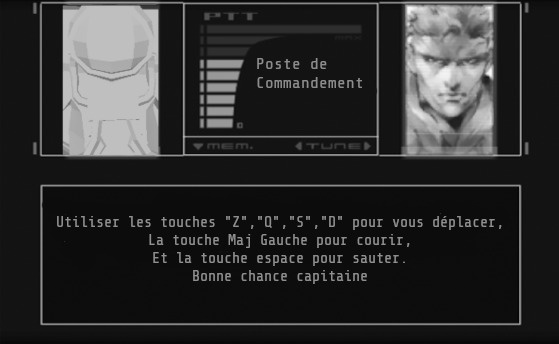 PTT
Poste de
Commandement
MEM.
TUNE
Utiliser les touches "Z","Q","S","D" pour vous déplacer,
La touche Maj Gauche pour courir,
Et la touche espace pour sauter.
Bonne chance capitaine